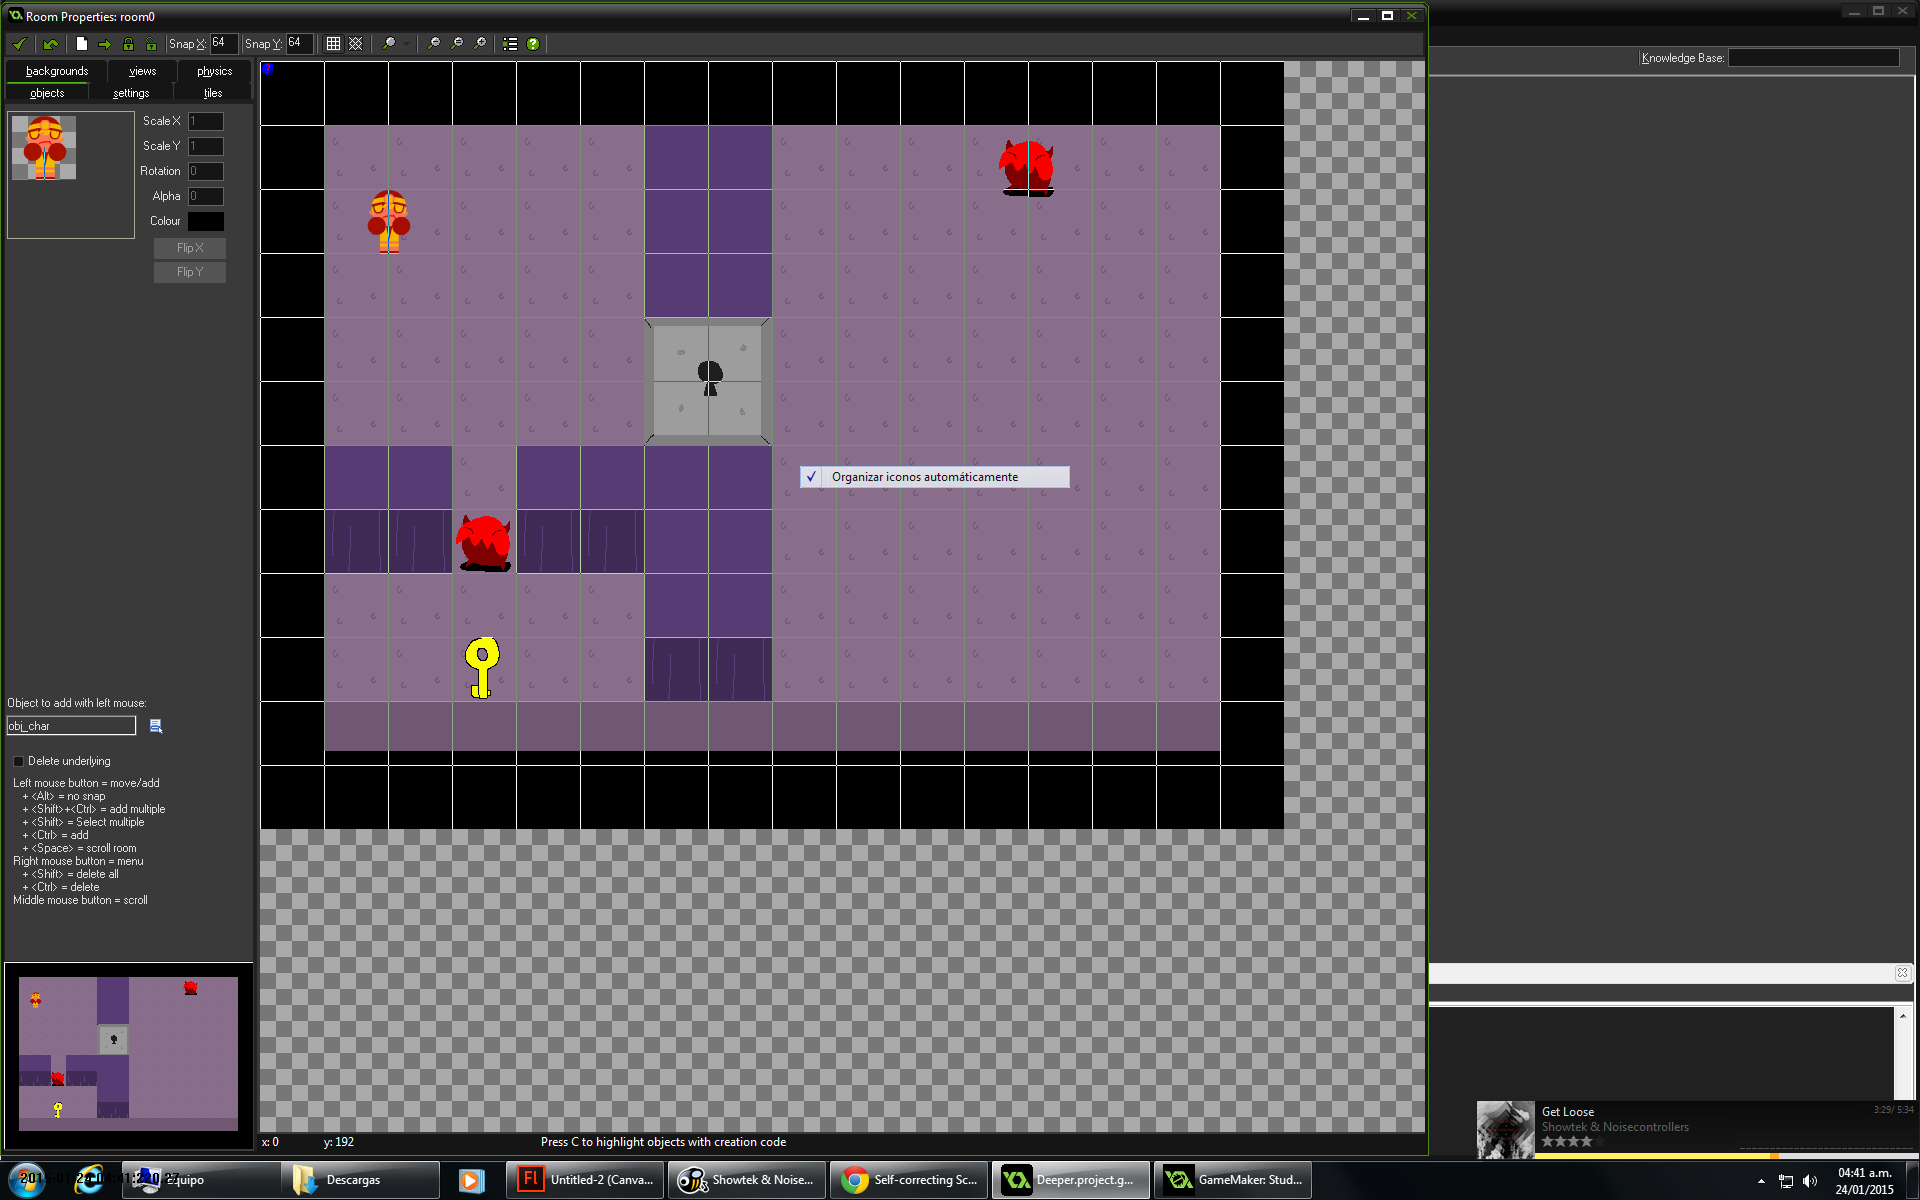 Room Properties: room0
Snap X: 64 Snap Y: 64
Knowledge Base:
backgrounds views physics
objects settings tiles
Scale X 1
Scale Y 1
Rotation 0
Alpha 0
Colour
Flip X
Flip Y
Organizar iconos automáticamente
Object to add with left mouse:
obj_char
Delete underlying
Left mouse button = move/add
+ <Alt> = no snap
+ <Shift>+<Ctrl> = add multiple
+ <Shift> = Select multiple
+ <Ctrl> = add
+ <Space> = scroll room
Right mouse button = menu
+ <Shift> = delete all
+ <Ctrl> = delete
Middle mouse button = scroll
x: 0 y: 192 Press C to highlight objects with creation code
Get Loose 3:29/ 5:34
Showtek & Noisecontrollers
Equipo
Descargas
Untitled-2 (Canva...
Showtek & Noise...
Self-correcting Sc...
Deeper.project.g...
GameMaker: Stud...
04:41 a.m.
24/01/2015